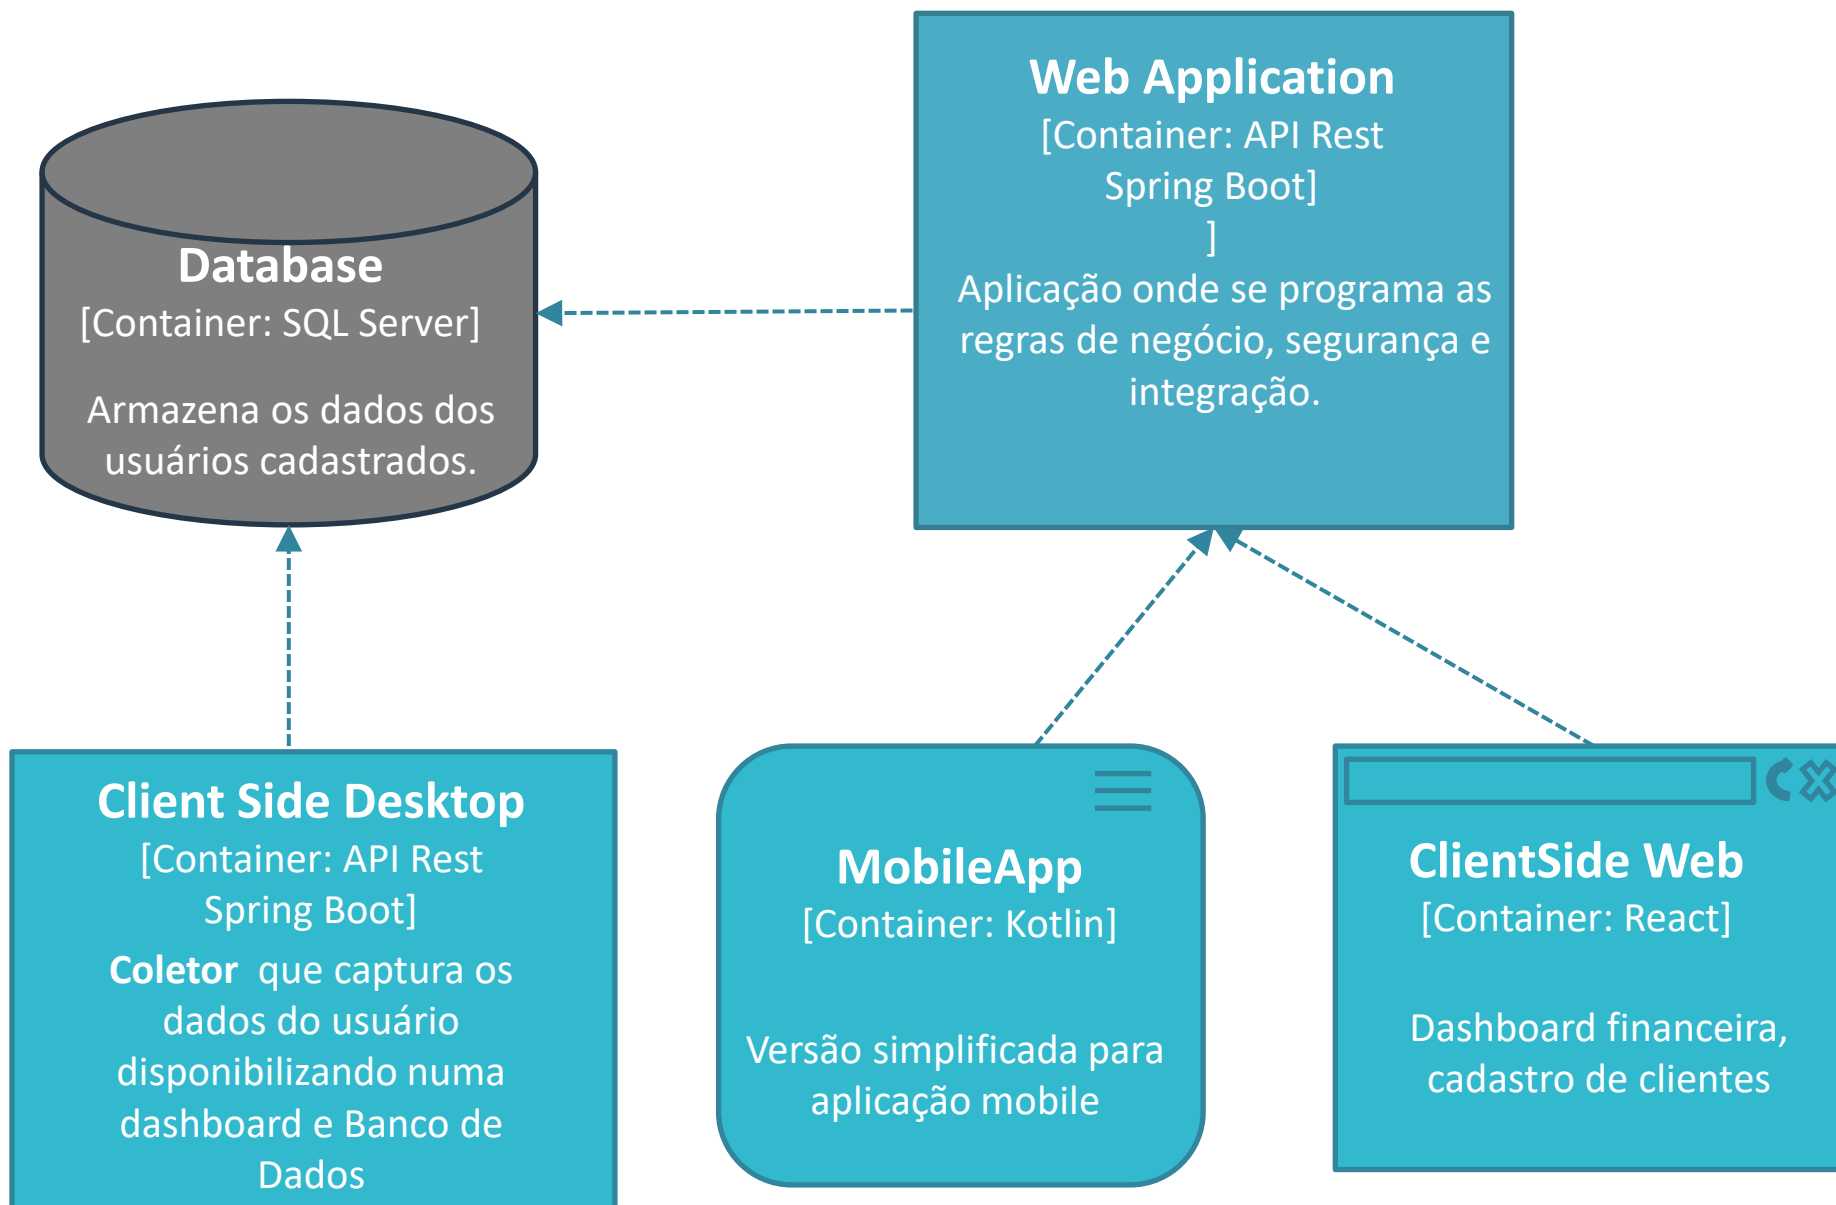 Web Application
[Container: API Rest
Spring Boot]
]
Aplicação onde se programa as
regras de negócio, segurança e
integração.
Database
[Container: SQL Server]
Armazena os dados dos
usuários cadastrados.
Client Side Desktop
[Container: API Rest
Spring Boot]
Coletor que captura os
dados do usuário
disponibilizando numa
dashboard e Banco de
Dados
MobileApp
[Container: Kotlin]
Versão simplificada para
aplicação mobile
ClientSide Web
[Container: React]
Dashboard financeira,
cadastro de clientes